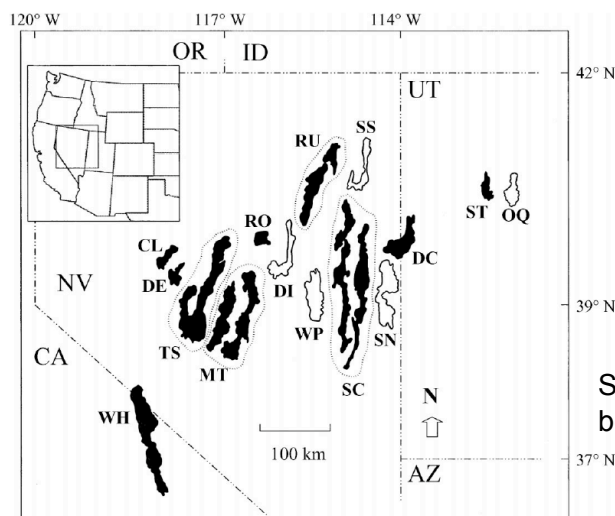 120° W 117° W 114° W
OR ID
42° N
UT
SS
RU
ST OQ
RO
CL
DC
DE
NV
DI
39° N
WP
SN
TS
MT
CA
SC
S
N
WH
b
100 km
37° N
AZ